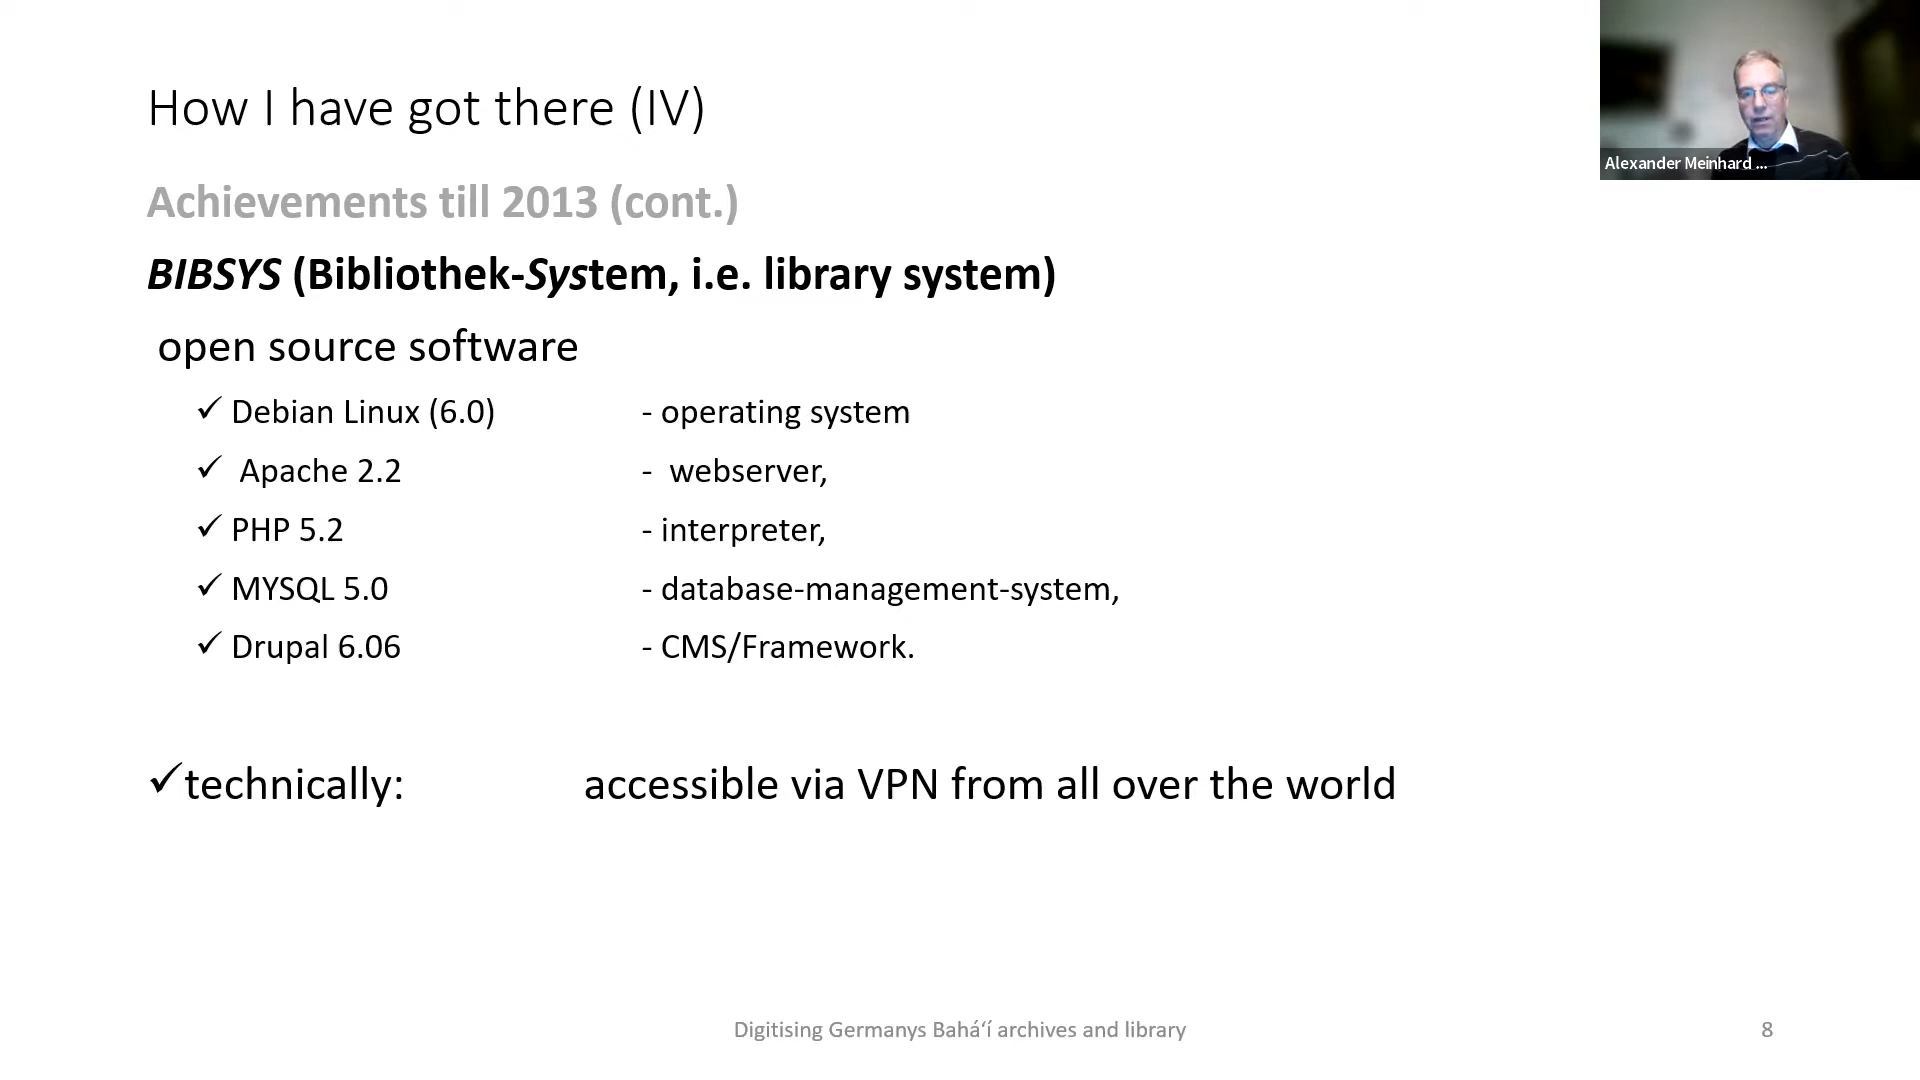 How I have got there (IV)
Alexander Meinhard ...
Achievements till 2013 (cont.)
BIBSYS (Bibliothek-System, i.e. library system)
open source software
✓ Debian Linux (6.0) - operating system
✓ Apache 2.2 - webserver,
✓ PHP 5.2 - interpreter,
✓ MYSQL 5.0 - database-management-system,
✓ Drupal 6.06 - CMS/Framework.
✓technically: accessible via VPN from all over the world
Digitising Germanys Bahá‘í archives and library 8